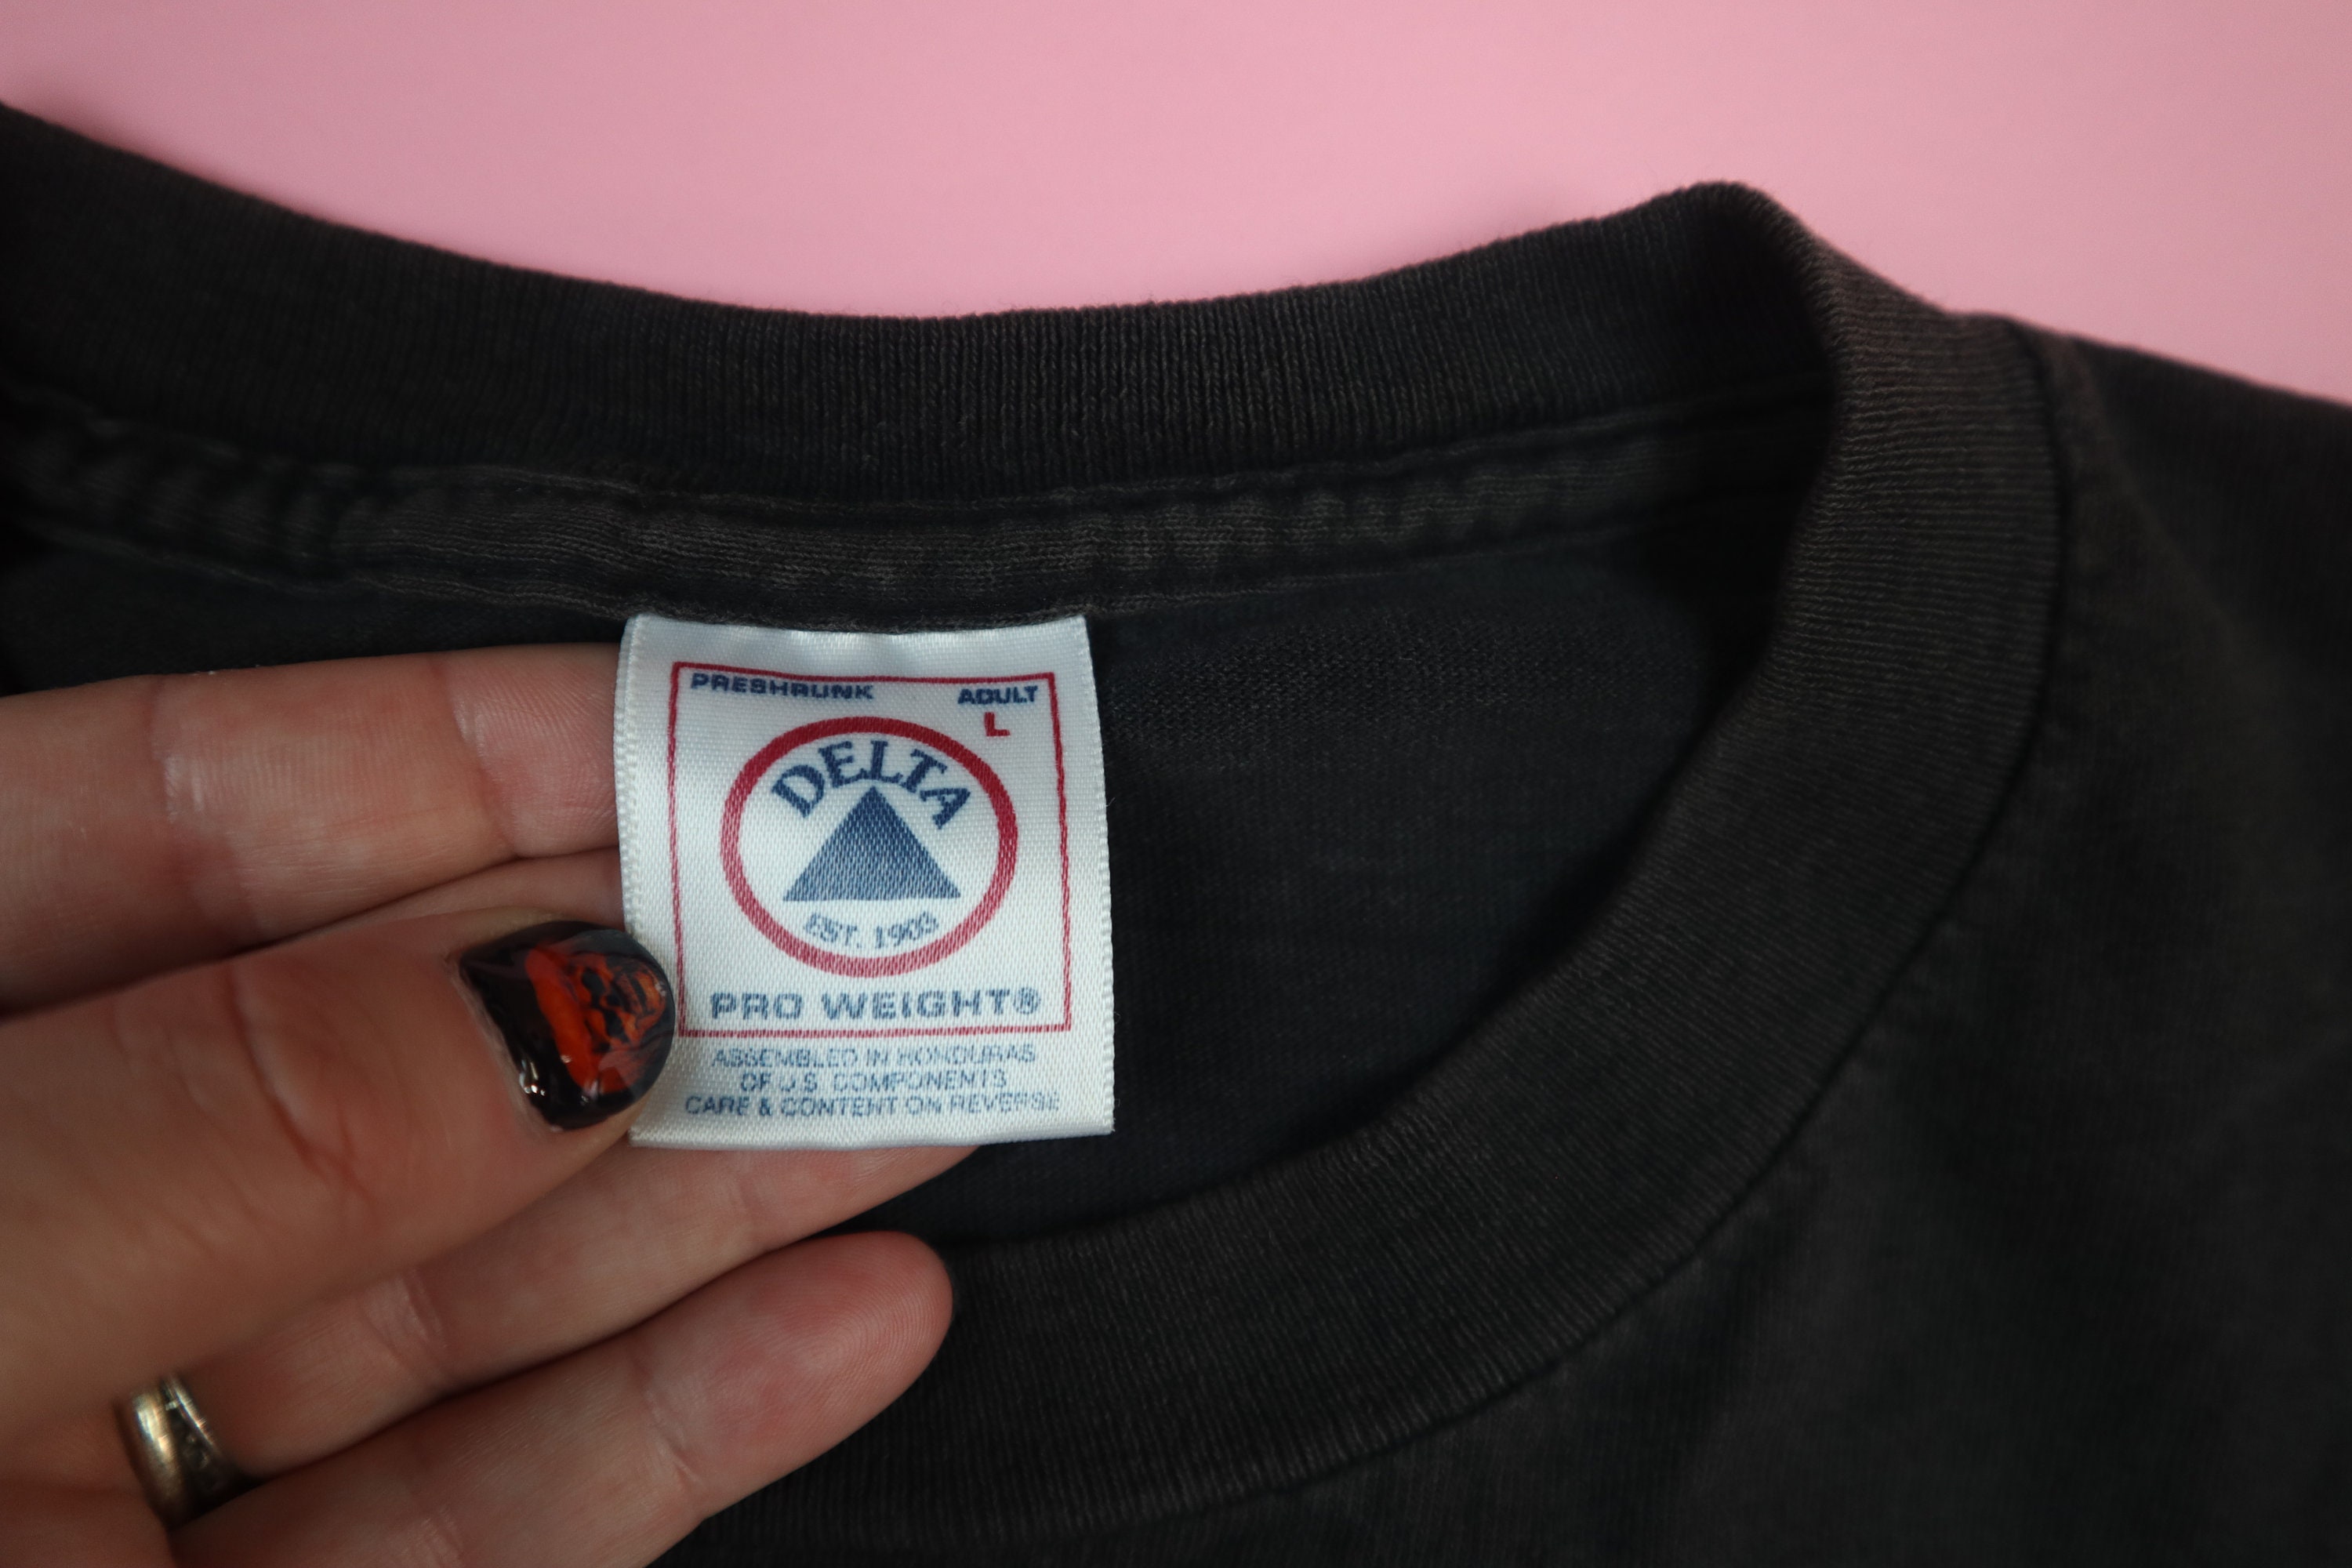 PRESHRUNK ADULT
L
DELTA
EST. 1903
PRO WEIGHT®
ASSEMBLED IN HONDURAS
OF U.S. COMPONENTS
CARE & CONTENT ON REVERSE